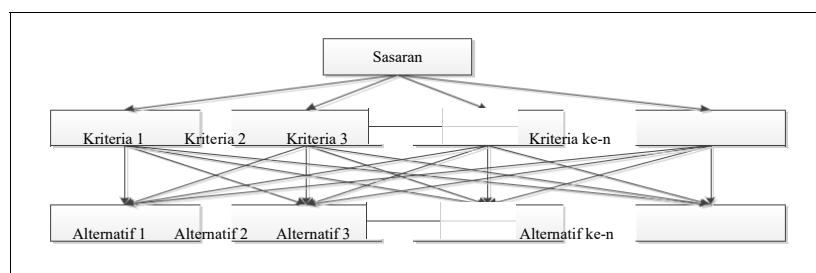 Sasaran
Kriteria 1 Kriteria 2 Kriteria 3 Kriteria ke-n
Alternatif 1 Alternatif 2 Alternatif 3 Alternatif ke-n